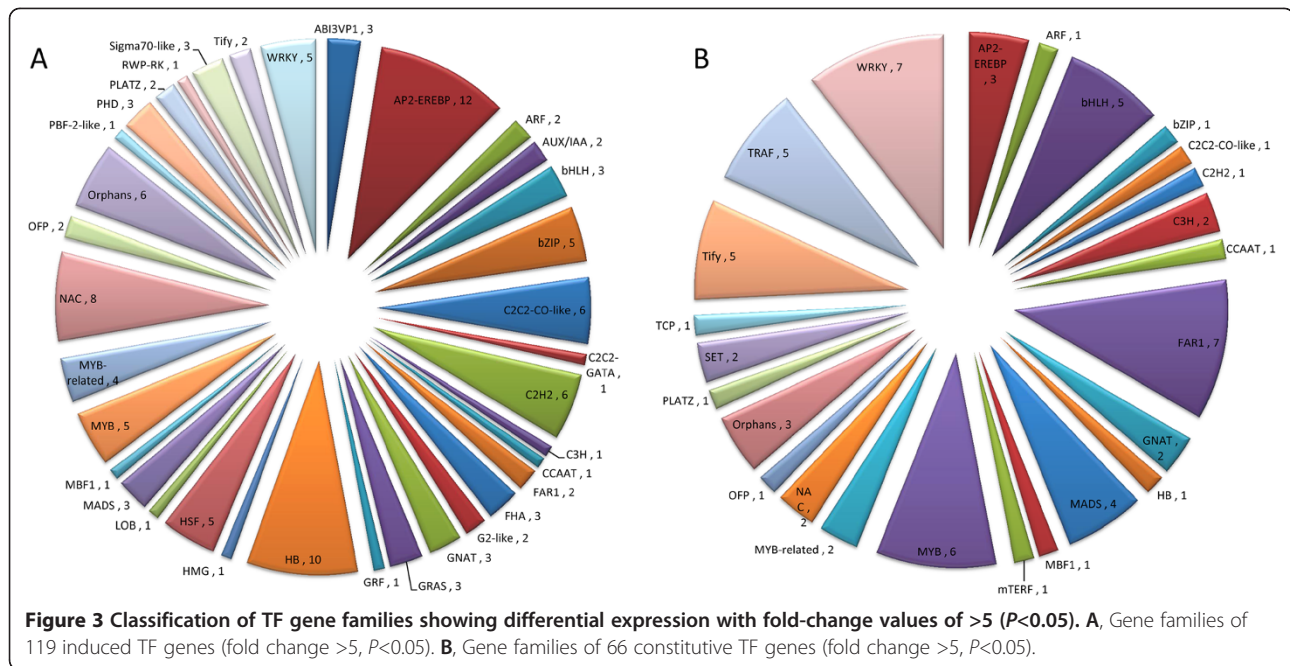 A
ABI3VP1 , 3
AP2-EREBP , 12
ARF , 2
AUX/IAA , 2
bHLH , 3
bZIP , 5
C2C2-CO-like , 6
C2C2-
GATA ,
1
C2H2 , 6
C3H , 1
CCAAT , 1
FAR1 , 2
FHA , 3
G2-like , 2
GNAT , 3
GRAS , 3
GRF , 1
HB , 10
HMG , 1
HSF , 5
LOB , 1
MADS , 3
MBF1 , 1
MYB , 5
MYB-
related , 4
NAC , 8
OFP , 2
Orphans , 6
PBF-2-like , 1
PHD , 3
PLATZ , 2
RWP-RK , 1
Sigma70-like , 3
Tify , 2
WRKY , 5
B
AP2-
EREBP ,
3
ARF , 1
bHLH , 5
bZIP , 1
C2C2-CO-like , 1
C2H2 , 1
C3H , 2
CCAAT , 1
FAR1 , 7
GNAT ,
2
HB , 1
MADS , 4
MBF1 , 1
mTERF , 1
MYB , 6
MYB-related , 2
NA
C ,
2
OFP , 1
Orphans , 3
PLATZ , 1
SET , 2
TCP , 1
Tify , 5
TRAF , 5
WRKY , 7
Figure 3 Classification of TF gene families showing differential expression with fold-change values of >5 (P<0.05). A, Gene families of
119 induced TF genes (fold change >5, P<0.05). B, Gene families of 66 constitutive TF genes (fold change >5, P<0.05).